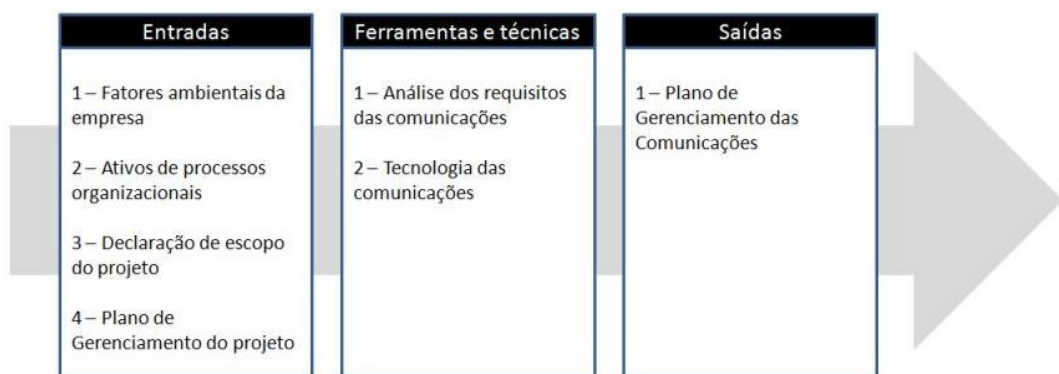 Entradas
1 – Fatores ambientais da
empresa
2 – Ativos de processos
organizacionais
3 – Declaração de escopo
do projeto
4 – Plano de
Gerenciamento do projeto
Ferramentas e técnicas
1 – Análise dos requisitos
das comunicações
2 – Tecnologia das
comunicações
Saídas
1 – Plano de
Gerenciamento das
Comunicações